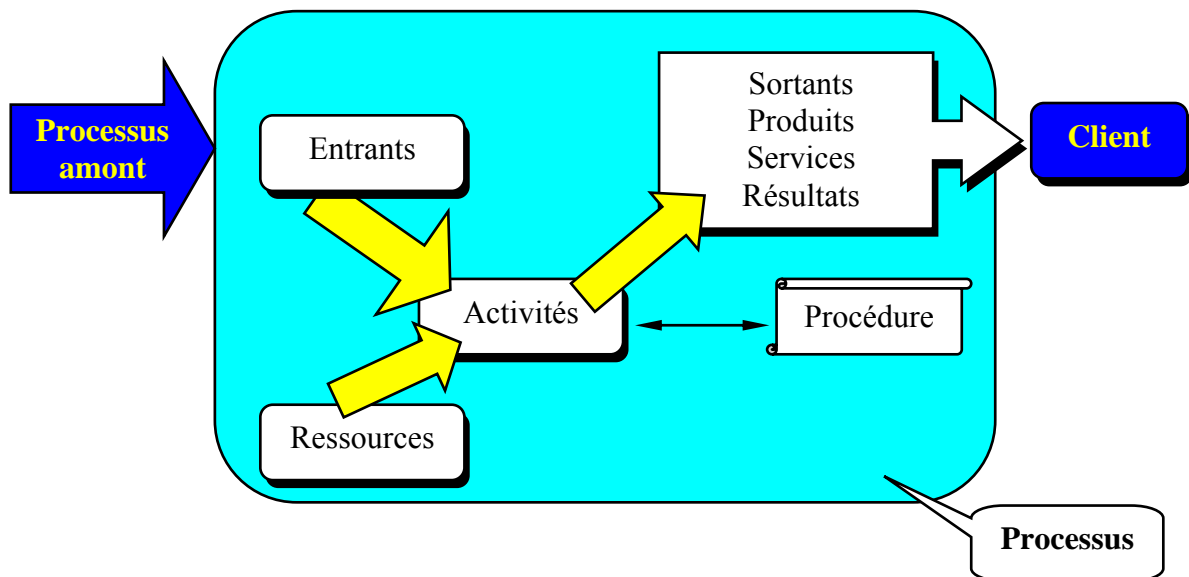 Processus
amont
Entrants
Sortants
Produits
Services
Résultats
Client
Activités
Procédure
Ressources
Processus